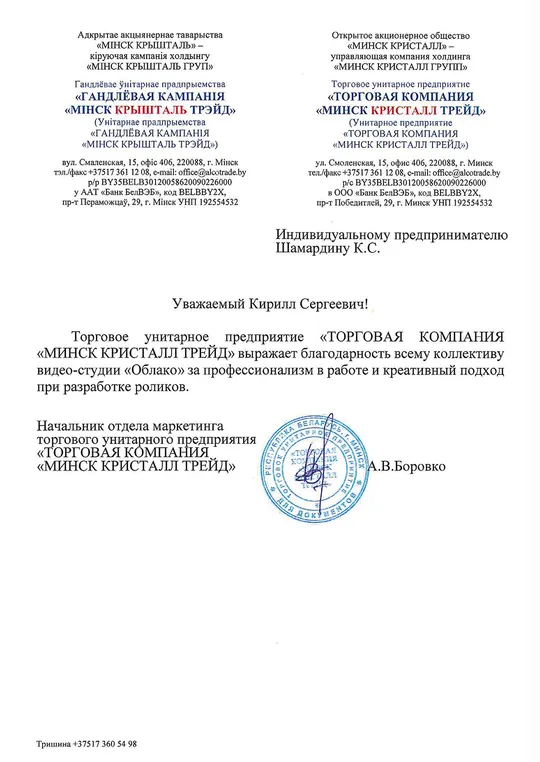 Адкрытае акцыянернае таварыства
«МІНСК КРЫШТАЛЬ» –
кіруючая кампанія холдынгу
«МІНСК КРЫШТАЛЬ ГРУП»
Гандлёвае ўнітарнае прадпрыемства
«ГАНДЛЁВАЯ КАМПАНІЯ
«МІНСК КРЫШТАЛЬ ТРЭЙД»
(Унітарнае прадпрыемства
«ГАНДЛЁВАЯ КАМПАНІЯ
«МІНСК КРЫШТАЛЬ ТРЭЙД»)
вул. Смаленская, 15, офіс 406, 220088, г. Мінск
тэл./факс +37517 361 12 08, e-mail: office@alcotrade.by
р/р BY35BELB30120058620090226000
у ААТ «Банк БелВЭБ», код BELBBY2X,
пр-т Пераможцаў, 29, г. Мінск УНП 192554532
Открытое акционерное общество
«МИНСК КРИСТАЛЛ» –
управляющая компания холдинга
«МИНСК КРИСТАЛЛ ГРУПП»
Торговое унитарное предприятие
«ТОРГОВАЯ КОМПАНИЯ
«МИНСК КРИСТАЛЛ ТРЕЙД»
(Унитарное предприятие
«ТОРГОВАЯ КОМПАНИЯ
«МИНСК КРИСТАЛЛ ТРЕЙД»)
ул. Смоленская, 15, офис 406, 220088, г. Минск
тел./факс +37517 361 12 08, e-mail: office@alcotrade.by
р/с BY35BELB30120058620090226000
в ООО «Банк БелВЭБ», код BELBBY2X,
пр-т Победитлей, 29, г. Минск УНП 192554532
Индивидуальному предпринимателю
Шамардину К.С.
Уважаемый Кирилл Сергеевич!
Торговое унитарное предприятие «ТОРГОВАЯ КОМПАНИЯ
«МИНСК КРИСТАЛЛ ТРЕЙД» выражает благодарность всему коллективу
видео-студии «Облако» за профессионализм в работе и креативный подход
при разработке роликов.
Начальник отдела маркетинга
торгового унитарного предприятия
«ТОРГОВАЯ КОМПАНИЯ
«МИНСК КРИСТАЛЛ ТРЕЙД»
А.В.Боровко
РЕСПУБЛИКА БЕЛАРУСЬ, г. МИНСК
ТОРГОВОЕ УНИТАРНОЕ ПРЕДПРИЯТИЕ
ДЛЯ ДОКУМЕНТОВ
Тришина +37517 360 54 98